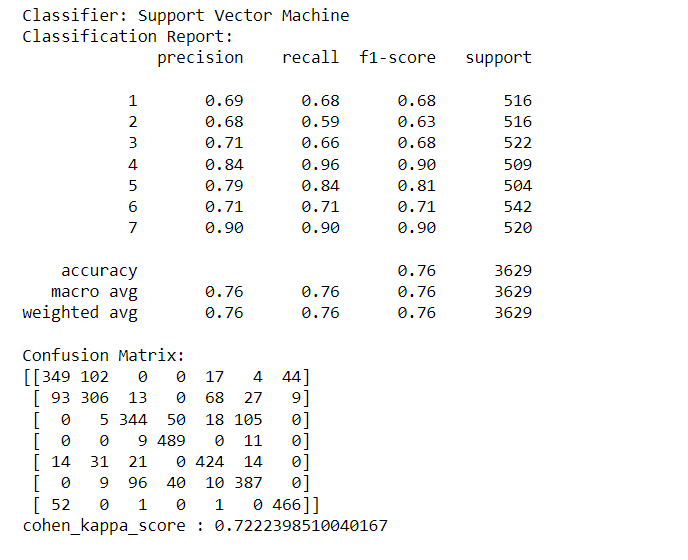 Classifier: Support Vector Machine
Classification Report:
precision recall f1-score support
1 0.69 0.68 0.68 516
2 0.68 0.59 0.63 516
3 0.71 0.66 0.68 522
4 0.84 0.96 0.90 509
5 0.79 0.84 0.81 504
6 0.71 0.71 0.71 542
7 0.90 0.90 0.90 520
accuracy 0.76 3629
macro avg 0.76 0.76 0.76 3629
weighted avg 0.76 0.76 0.76 3629
Confusion Matrix:
[[349 102 0 0 17 4 44]
[ 93 306 13 0 68 27 9]
[ 0 5 344 50 18 105 0]
[ 0 0 9 489 0 11 0]
[ 14 31 21 0 424 14 0]
[ 0 9 96 40 10 387 0]
[ 52 0 1 0 1 0 466]]
cohen_kappa_score : 0.7222398510040167